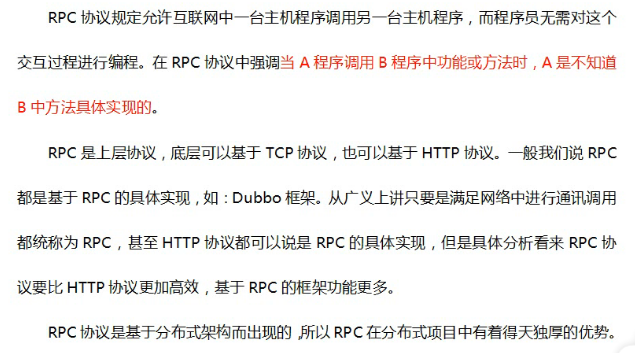 RPC 协议规定允许互联网中一台主机程序调用另一台主机程序，而程序员无需对这个
交互过程进行编程。在 RPC 协议中强调当 A 程序调用 B 程序中功能或方法时，A 是不知道
B 中方法具体实现的。
RPC 是上层协议，底层可以基于 TCP 协议，也可以基于 HTTP 协议。一般我们说 RPC
都是基于 RPC 的具体实现，如：Dubbo 框架。从广义上讲只要是满足网络中进行通讯调用
都统称为 RPC，甚至 HTTP 协议都可以说是 RPC 的具体实现，但是具体分析看来 RPC 协
议要比 HTTP 协议更加高效，基于 RPC 的框架功能更多。
RPC 协议是基于分布式架构而出现的，所以 RPC 在分布式项目中有着得天独厚的优势。